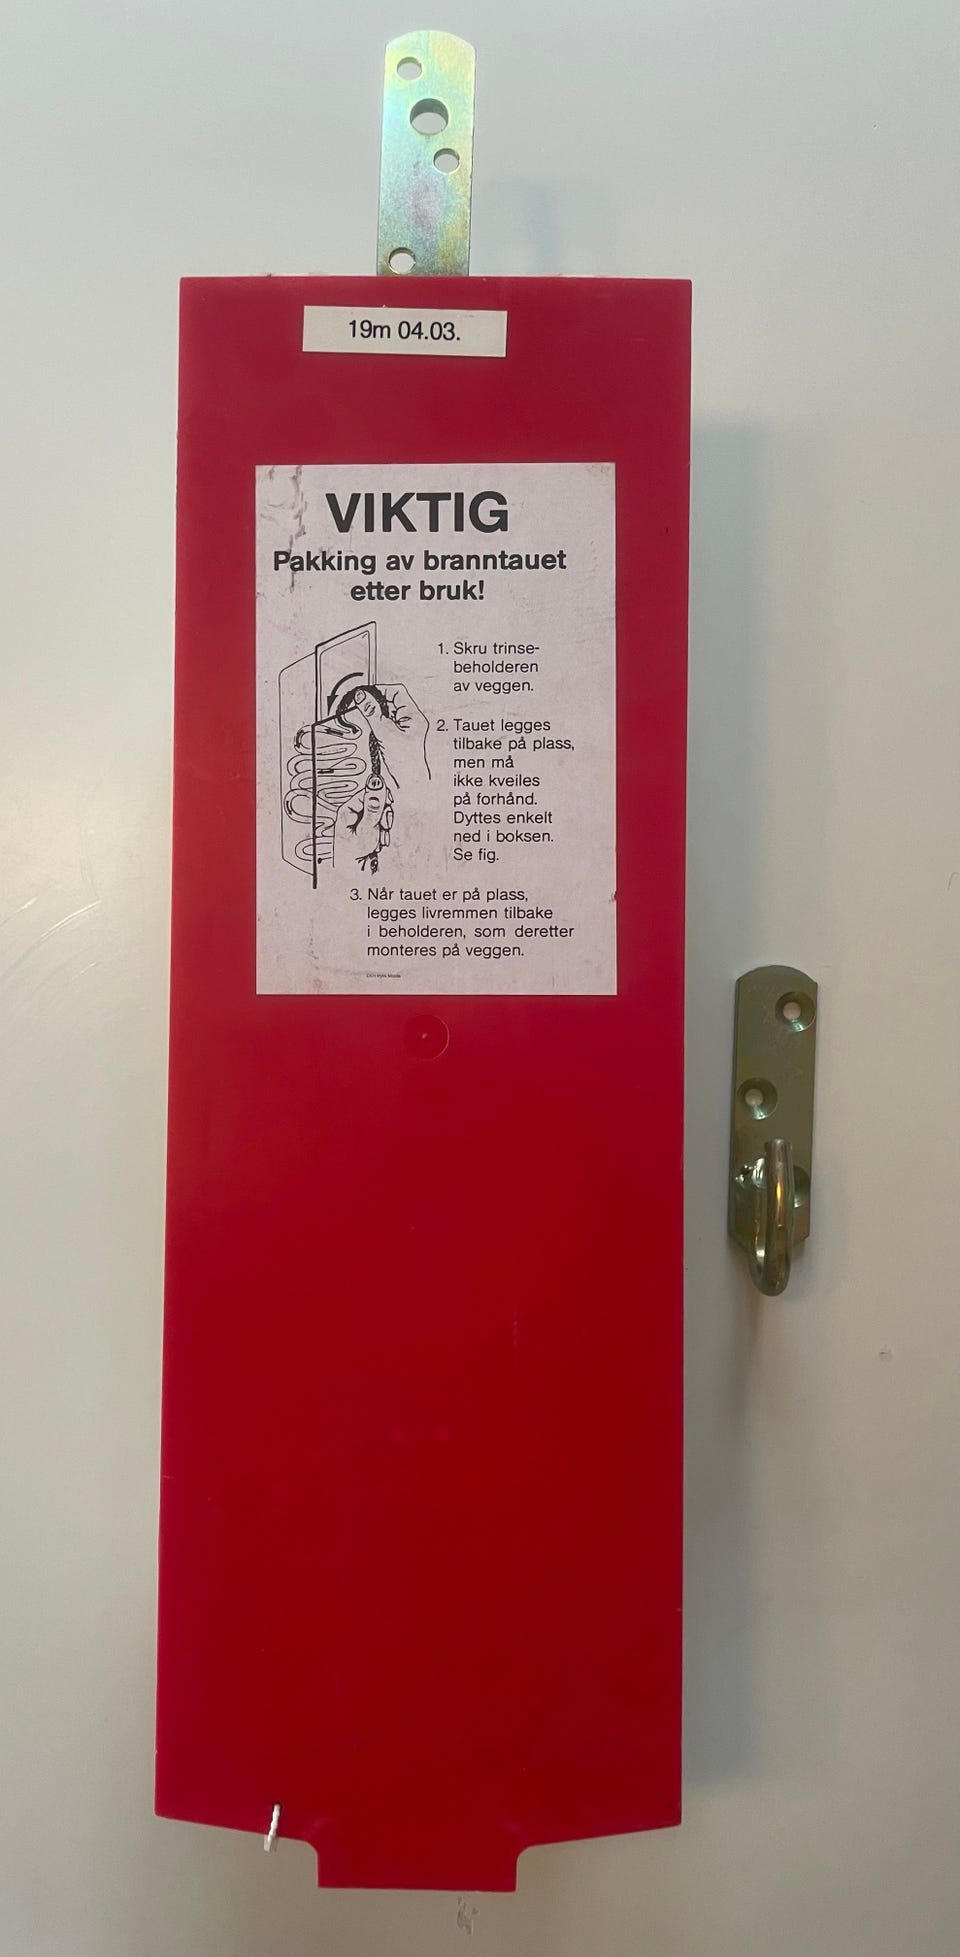 19m 04.03.
VIKTIG
Pakking av branntauet
etter bruk!
1. Skru trinse-
beholderen
av veggen.
2. Tauet legges
tilbake på plass,
men må
ikke kveiles
på forhånd.
Dyttes enkelt
ned i boksen.
Se fig.
3. Når tauet er på plass,
legges livremmen tilbake
i beholderen, som deretter
monteres på veggen.